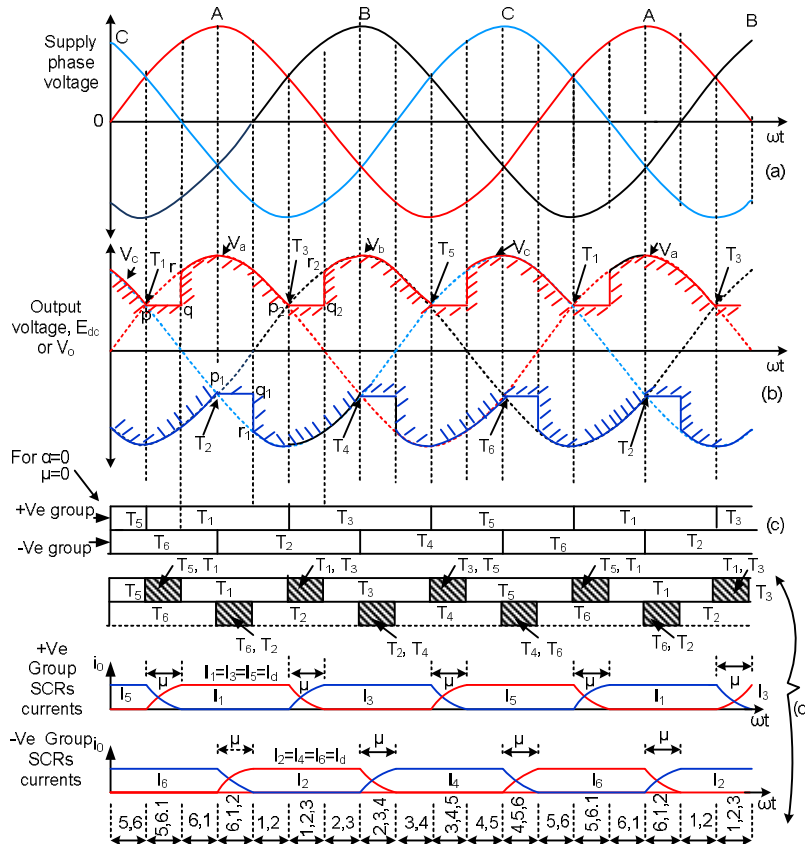 C A B C A B
Supply
phase
voltage
0
ωt
(a)
Vc T1 r Va T3 r2 Vb T5 Vc T1 Va T3
p q p2 q2
Output
voltage, Edc
or Vo
ωt
p1 q1
(b)
r1
T2 T4 T6 T2
For α=0
μ=0
+Ve group
T5 T1 T3 T5 T1 T3
(c)
-Ve group
T6 T2 T4 T6 T2
T5, T1 T1, T3 T3, T5 T5, T1 T1, T3
T5 T1 T3 T5 T1 T3
T6 T2 T4 T6 T2
T6, T2 T2, T4 T4, T6 T6, T2
+Ve
Group
SCRs
currents
i0
μ I1=I3=I5=Id μ μ μ μ
I5 I1 I3 I5 I1 I3
ωt
(d
-Ve Group
SCRs
currents
i0
μ I2=I4=I6=Id μ μ μ
I6 I2 I4 I6 I2
ωt
5,6 5,6.1 6,1 6,1.2 1,2 1,2,3 2,3 2,3,4 3,4 3,4,5 4,5 4,5,6 5,6 5,6,1 6,1 6,1,2 1,2 1,2,3